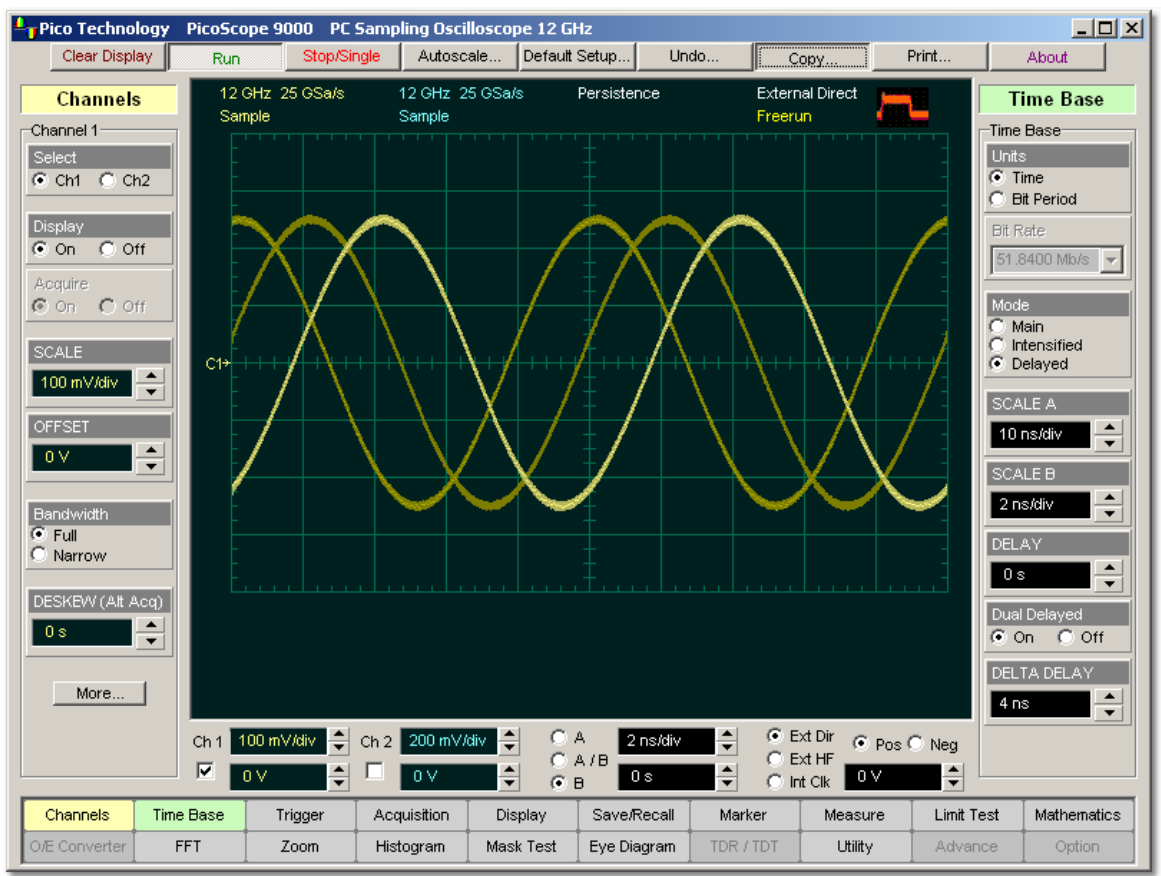 Pico Technology PicoScope 9000 PC Sampling Oscilloscope 12 GHz
Clear Display Run Stop/Single Autoscale... Default Setup... Undo... Copy... Print... About
Channels
Channel 1
Select
Ch1 Ch2
Display
On Off
Acquire
On Off
SCALE
100 mV/div
OFFSET
0 V
Bandwidth
Full
Narrow
DESKEW (Alt Acq)
0 s
More...
12 GHz 25 GSa/s 12 GHz 25 GSa/s Persistence External Direct
Sample Sample Freerun
C1
Time Base
Time Base
Units
Time
Bit Period
Bit Rate
51.8400 Mb/s
Mode
Main
Intensified
Delayed
SCALE A
10 ns/div
SCALE B
2 ns/div
DELAY
0 s
Dual Delayed
On Off
DELTA DELAY
4 ns
Ch 1 100 mV/div Ch 2 200 mV/div A 2 ns/div Ext Dir Pos Neg
A / B Ext HF
0 V 0 V B 0 s Int Clk 0 V
Channels Time Base Trigger Acquisition Display Save/Recall Marker Measure Limit Test Mathematics
O/E Converter FFT Zoom Histogram Mask Test Eye Diagram TDR / TDT Utility Advance Option